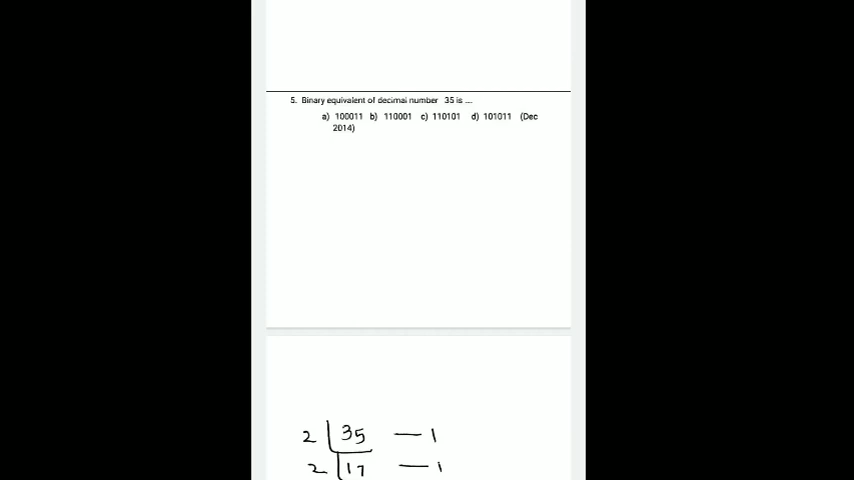 5. Binary equivalent of decimal number 35 is ....
a) 100011 b) 110001 c) 110101 d) 101011 (Dec
2014)
2 35 — 1
2 17 — 1